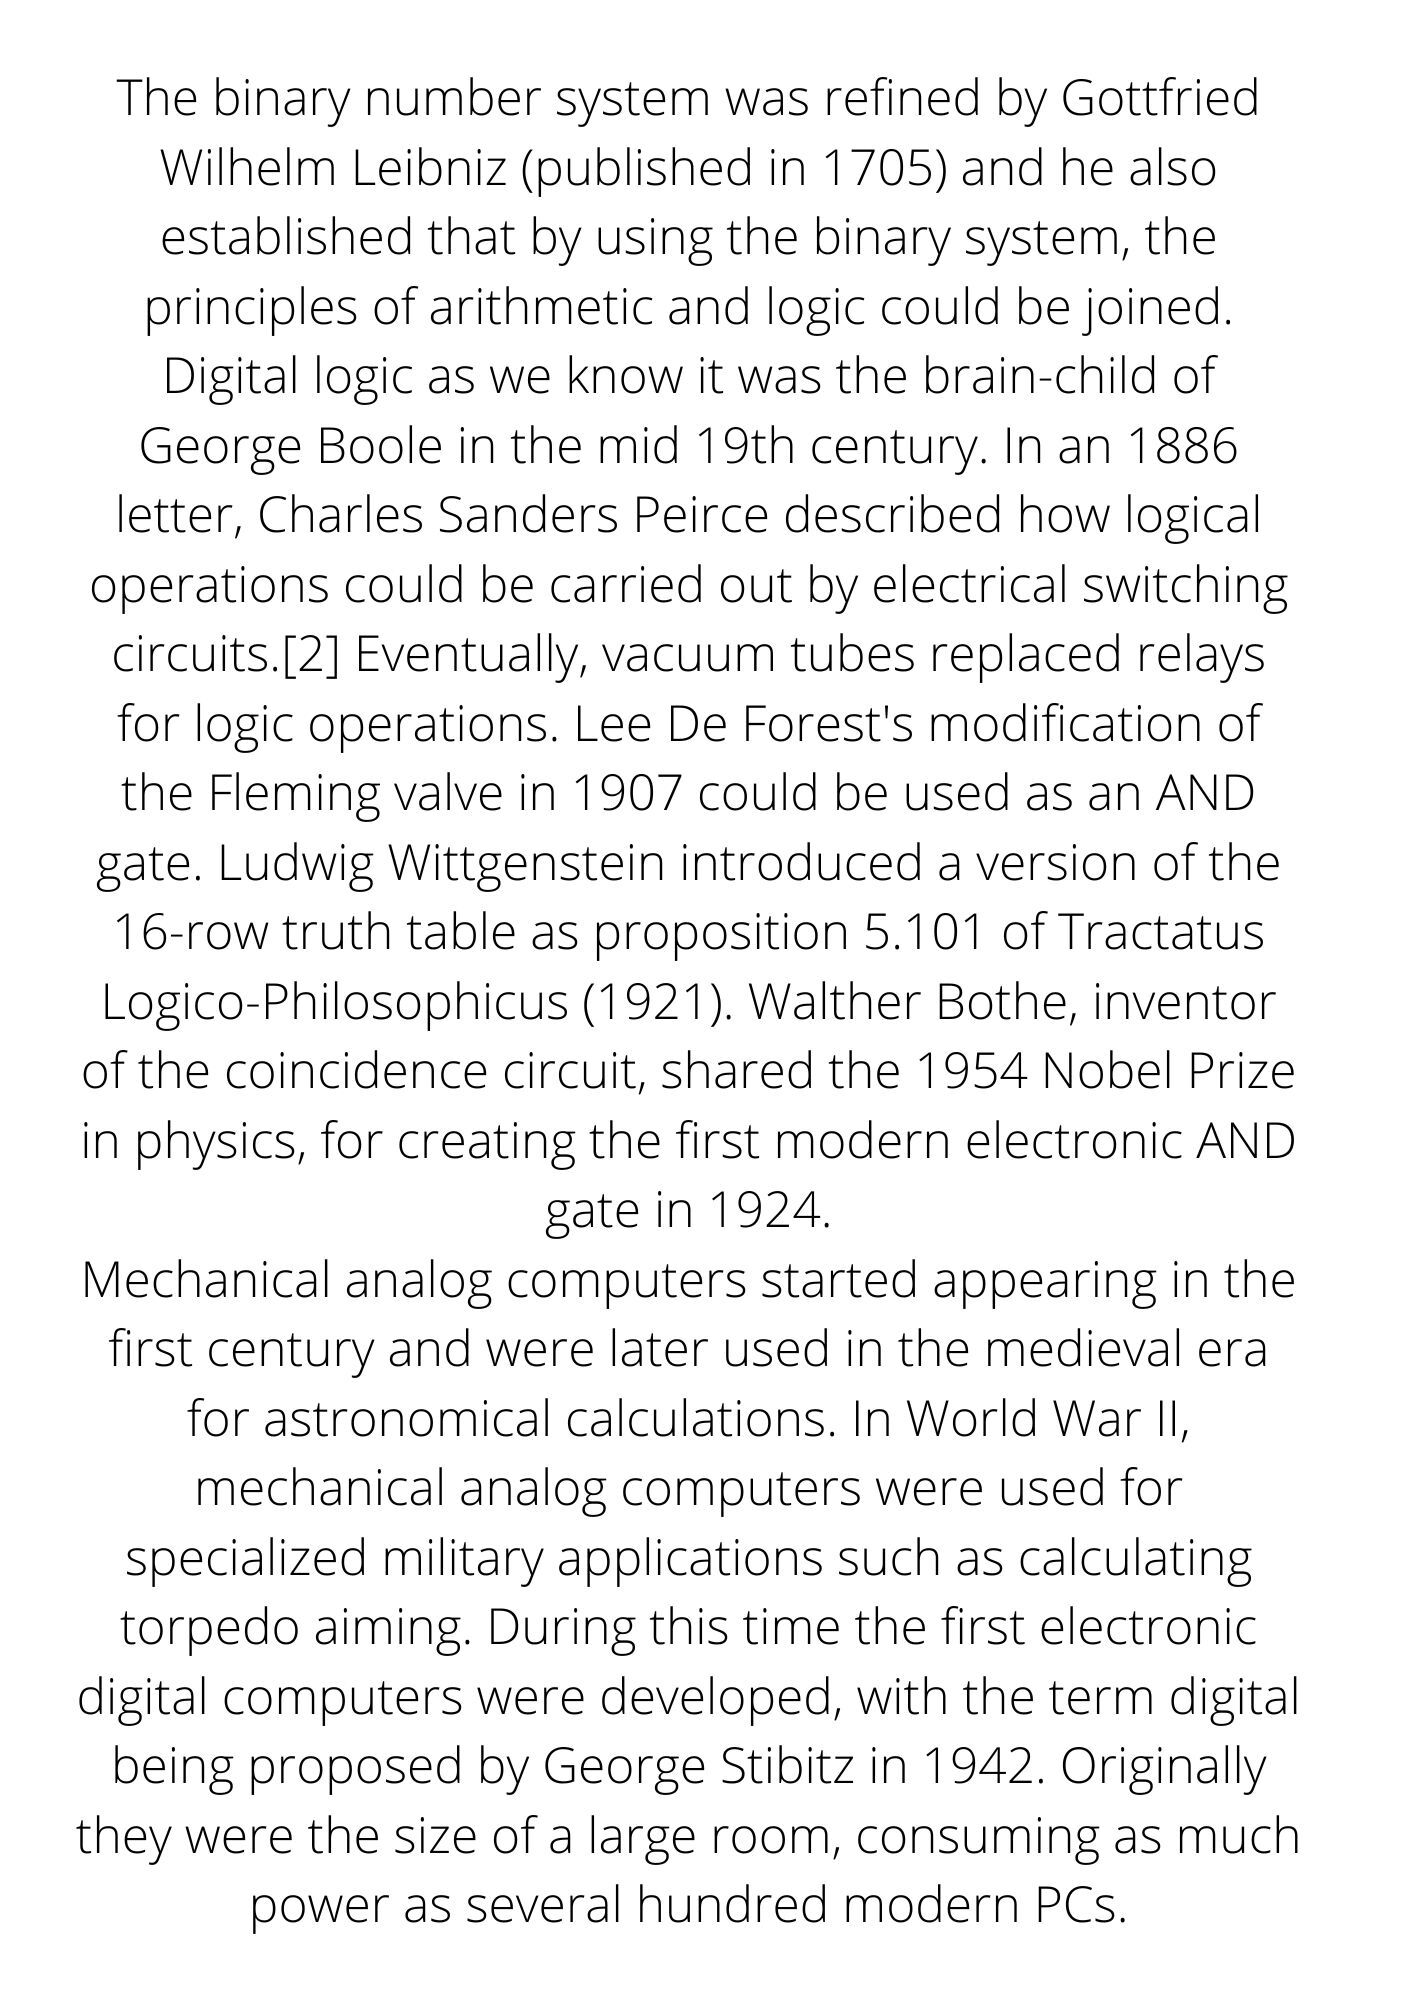 The binary number system was refined by Gottfried
Wilhelm Leibniz (published in 1705) and he also
established that by using the binary system, the
principles of arithmetic and logic could be joined.
Digital logic as we know it was the brain-child of
George Boole in the mid 19th century. In an 1886
letter, Charles Sanders Peirce described how logical
operations could be carried out by electrical switching
circuits.[2] Eventually, vacuum tubes replaced relays
for logic operations. Lee De Forest's modification of
the Fleming valve in 1907 could be used as an AND
gate. Ludwig Wittgenstein introduced a version of the
16-row truth table as proposition 5.101 of Tractatus
Logico-Philosophicus (1921). Walther Bothe, inventor
of the coincidence circuit, shared the 1954 Nobel Prize
in physics, for creating the first modern electronic AND
gate in 1924.
Mechanical analog computers started appearing in the
first century and were later used in the medieval era
for astronomical calculations. In World War II,
mechanical analog computers were used for
specialized military applications such as calculating
torpedo aiming. During this time the first electronic
digital computers were developed, with the term digital
being proposed by George Stibitz in 1942. Originally
they were the size of a large room, consuming as much
power as several hundred modern PCs.